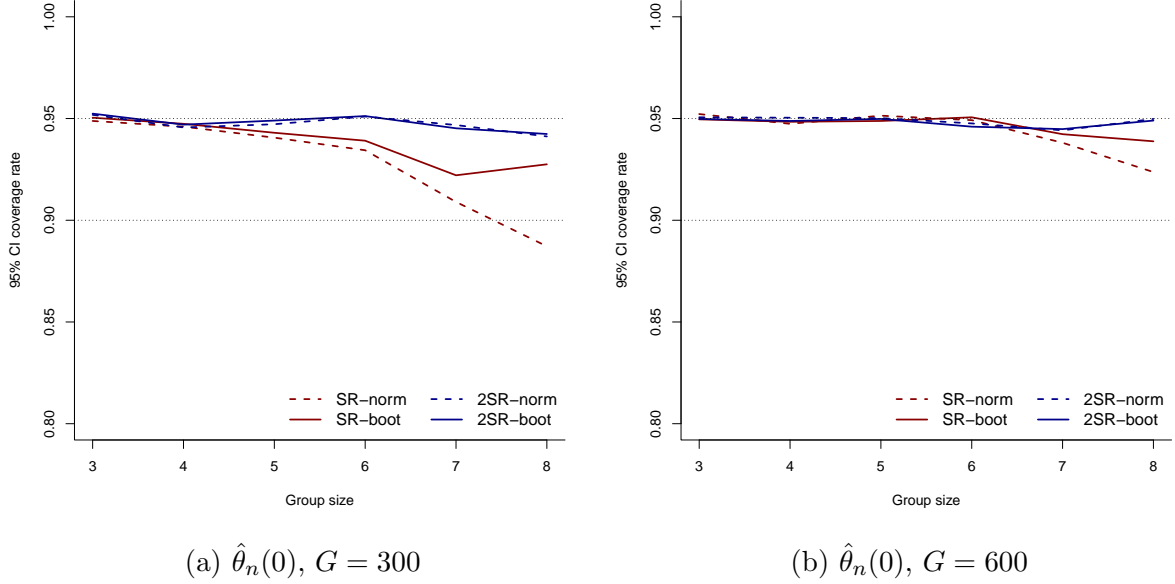 1.00
0.95
0.90
0.85
0.80
95% CI coverage rate
SR−norm
SR−boot
2SR−norm
2SR−boot
3 4 5 6 7 8
Group size
(a) θ̂ₙ(0), G = 300
1.00
0.95
0.90
0.85
0.80
95% CI coverage rate
SR−norm
SR−boot
2SR−norm
2SR−boot
3 4 5 6 7 8
Group size
(b) θ̂ₙ(0), G = 600